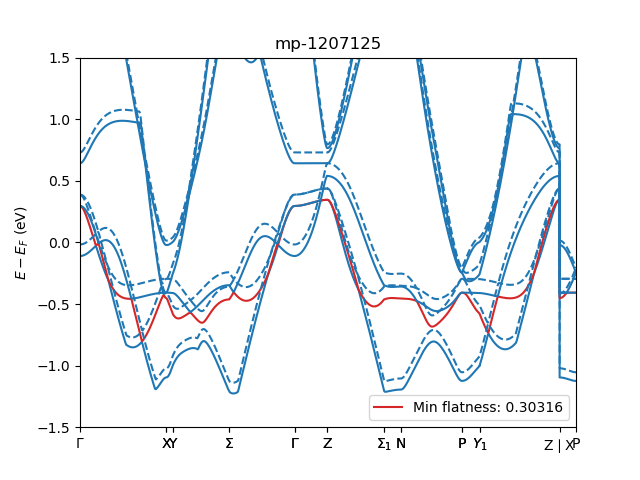 mp-1207125
E − E_F (eV)
1.5
1.0
0.5
0.0
−0.5
−1.0
−1.5
Min flatness: 0.30316
Γ X Y Σ Γ Z Σ₁ N P Y₁ Z | X P